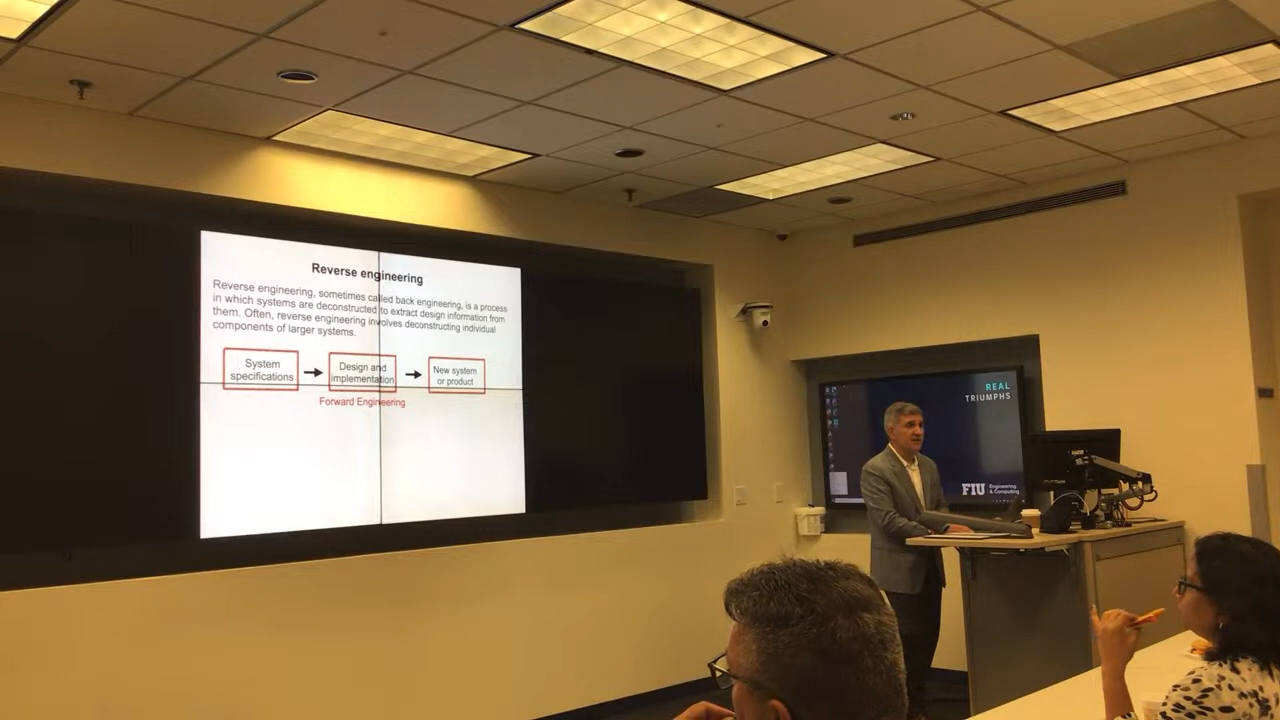 Reverse engineering
Reverse engineering, sometimes called back engineering, is a process
in which systems are deconstructed to extract design information from
them. Often, reverse engineering involves deconstructing individual
components of larger systems.
System
specifications
Design and
implementation
New system
or product
Forward Engineering
REAL
TRIUMPHS
FIU
Engineering
& Computing